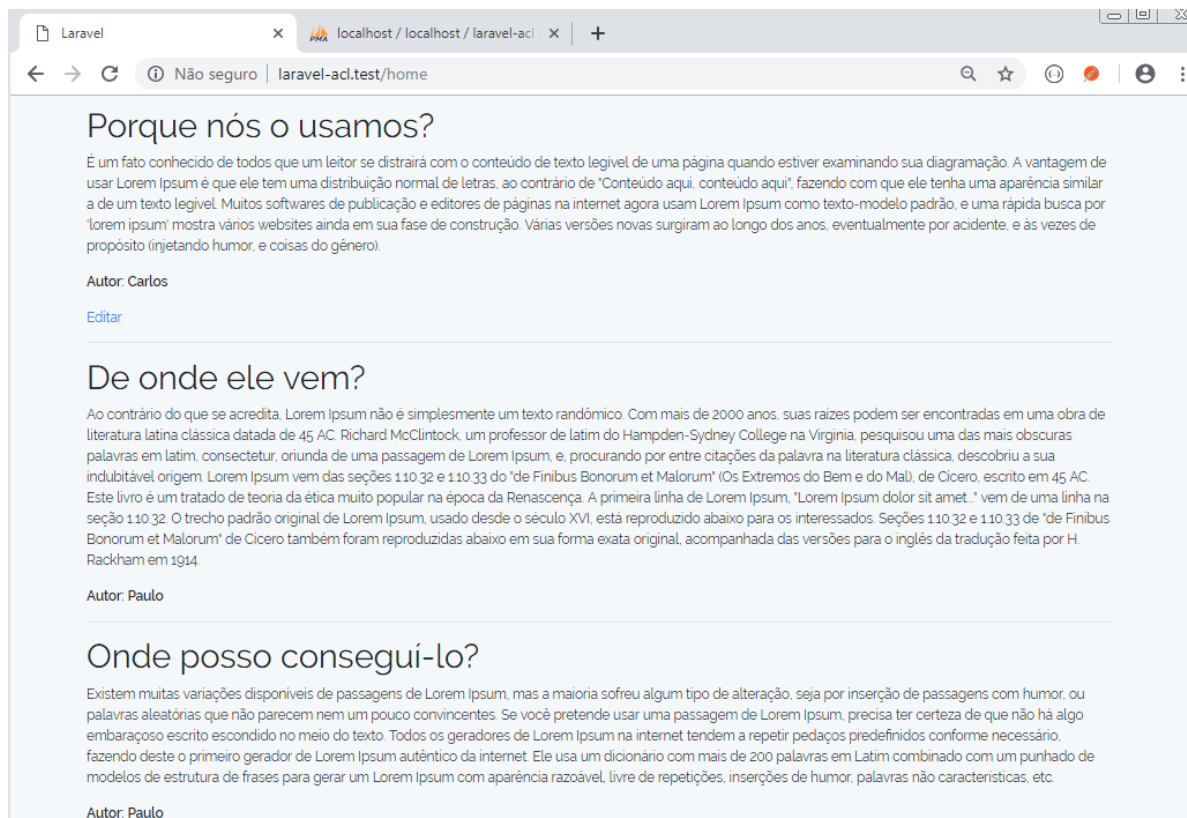 Laravel
PMA localhost / localhost / laravel-acl
Não seguro | laravel-acl.test/home
Porque nós o usamos?
É um fato conhecido de todos que um leitor se distrairá com o conteúdo de texto legível de uma página quando estiver examinando sua diagramação. A vantagem de
usar Lorem Ipsum é que ele tem uma distribuição normal de letras, ao contrário de "Conteúdo aqui, conteúdo aqui", fazendo com que ele tenha uma aparência similar
a de um texto legível. Muitos softwares de publicação e editores de páginas na internet agora usam Lorem Ipsum como texto-modelo padrão, e uma rápida busca por
'lorem ipsum' mostra vários websites ainda em sua fase de construção. Várias versões novas surgiram ao longo dos anos, eventualmente por acidente, e às vezes de
propósito (injetando humor, e coisas do gênero).
Autor: Carlos
Editar
De onde ele vem?
Ao contrário do que se acredita, Lorem Ipsum não é simplesmente um texto randômico. Com mais de 2000 anos, suas raízes podem ser encontradas em uma obra de
literatura latina clássica datada de 45 AC. Richard McClintock, um professor de latim do Hampden-Sydney College na Virginia, pesquisou uma das mais obscuras
palavras em latim, consectetur, oriunda de uma passagem de Lorem Ipsum, e, procurando por entre citações da palavra na literatura clássica, descobriu a sua
indubitável origem. Lorem Ipsum vem das seções 1.10.32 e 1.10.33 do "de Finibus Bonorum et Malorum" (Os Extremos do Bem e do Mal), de Cícero, escrito em 45 AC.
Este livro é um tratado de teoria da ética muito popular na época da Renascença. A primeira linha de Lorem Ipsum, "Lorem Ipsum dolor sit amet..." vem de uma linha na
seção 1.10.32. O trecho padrão original de Lorem Ipsum, usado desde o século XVI, está reproduzido abaixo para os interessados. Seções 1.10.32 e 1.10.33 de "de Finibus
Bonorum et Malorum" de Cicero também foram reproduzidas abaixo em sua forma exata original, acompanhada das versões para o inglês da tradução feita por H.
Rackham em 1914.
Autor: Paulo
Onde posso conseguí-lo?
Existem muitas variações disponíveis de passagens de Lorem Ipsum, mas a maioria sofreu algum tipo de alteração, seja por inserção de passagens com humor, ou
palavras aleatórias que não parecem nem um pouco convincentes. Se você pretende usar uma passagem de Lorem Ipsum, precisa ter certeza de que não há algo
embaraçoso escrito escondido no meio do texto. Todos os geradores de Lorem Ipsum na internet tendem a repetir pedaços predefinidos conforme necessário,
fazendo deste o primeiro gerador de Lorem Ipsum autêntico da internet. Ele usa um dicionário com mais de 200 palavras em Latim combinado com um punhado de
modelos de estrutura de frases para gerar um Lorem Ipsum com aparência razoável, livre de repetições, inserções de humor, palavras não características, etc.
Autor: Paulo